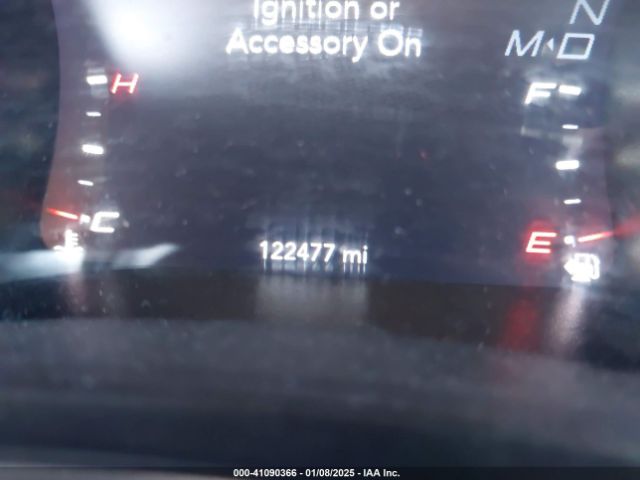 Ignition or
Accessory On
N
M◂D
H
F
C
E
122477 mi
000-41090366 - 01/08/2025 - IAA Inc.